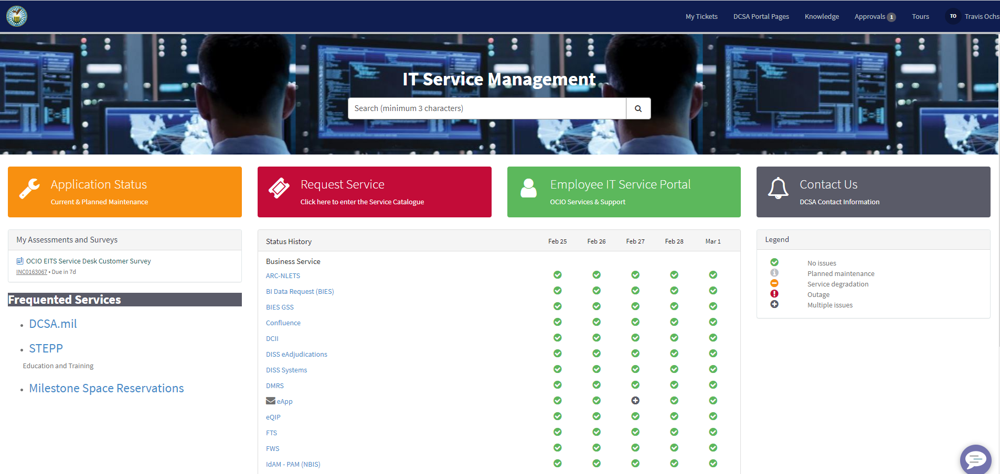 My Tickets DCSA Portal Pages Knowledge Approvals 1 Tours TO Travis Ochs
IT Service Management
Search (minimum 3 characters)
Application Status
Current & Planned Maintenance
Request Service
Click here to enter the Service Catalogue
Employee IT Service Portal
OCIO Services & Support
Contact Us
DCSA Contact Information
My Assessments and Surveys
OCIO EITS Service Desk Customer Survey
INC0163067 • Due in 7d
Frequented Services
• DCSA.mil
• STEPP
Education and Training
• Milestone Space Reservations
Status History Feb 25 Feb 26 Feb 27 Feb 28 Mar 1
Business Service
ARC-NLETS
BI Data Request (BIES)
BIES GSS
Confluence
DCII
DISS eAdjudications
DISS Systems
DMRS
eApp
eQIP
FTS
FWS
IdAM - PAM (NBIS)
Legend
No issues
Planned maintenance
Service degradation
Outage
Multiple issues